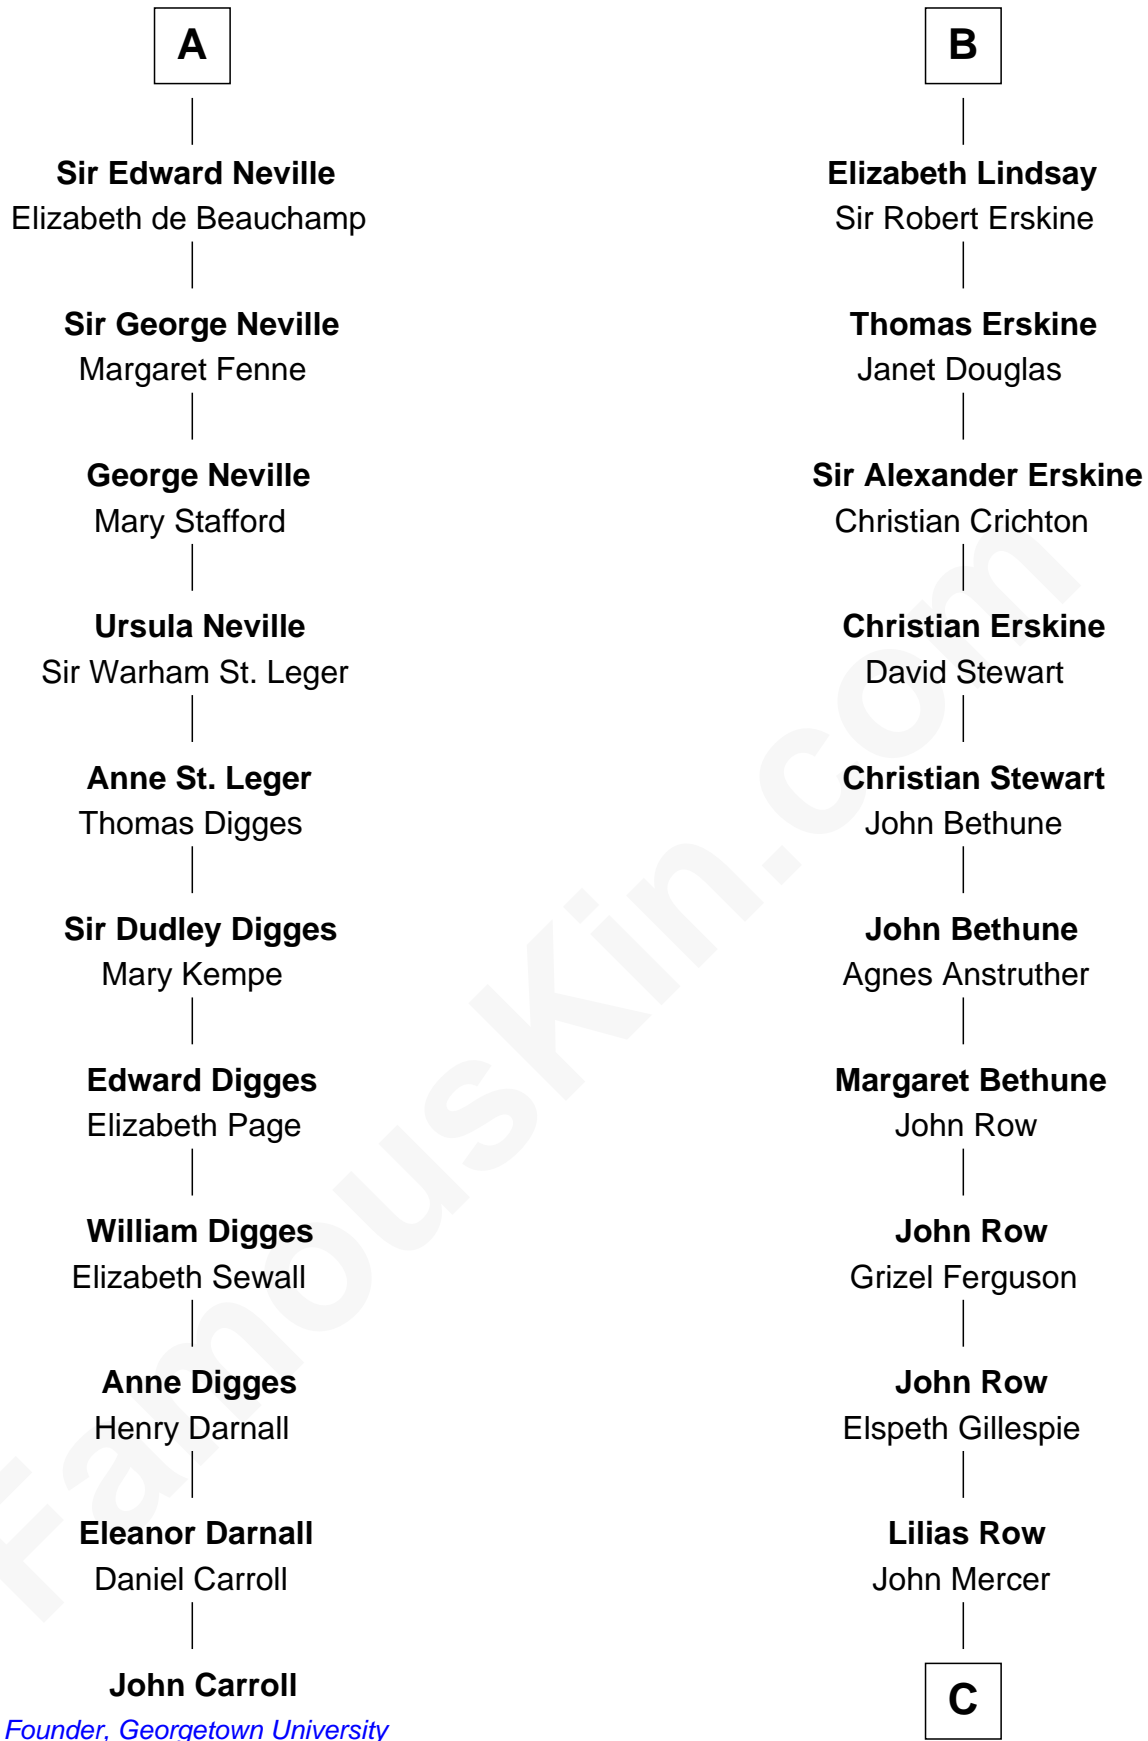 A
Sir Edward Neville
Elizabeth de Beauchamp
Sir George Neville
Margaret Fenne
George Neville
Mary Stafford
Ursula Neville
Sir Warham St. Leger
Anne St. Leger
Thomas Digges
Sir Dudley Digges
Mary Kempe
Edward Digges
Elizabeth Page
William Digges
Elizabeth Sewall
Anne Digges
Henry Darnall
Eleanor Darnall
Daniel Carroll
John Carroll
Founder, Georgetown University
B
Elizabeth Lindsay
Sir Robert Erskine
Thomas Erskine
Janet Douglas
Sir Alexander Erskine
Christian Crichton
Christian Erskine
David Stewart
Christian Stewart
John Bethune
John Bethune
Agnes Anstruther
Margaret Bethune
John Row
John Row
Grizel Ferguson
John Row
Elspeth Gillespie
Lilias Row
John Mercer
C
FamousKin.com